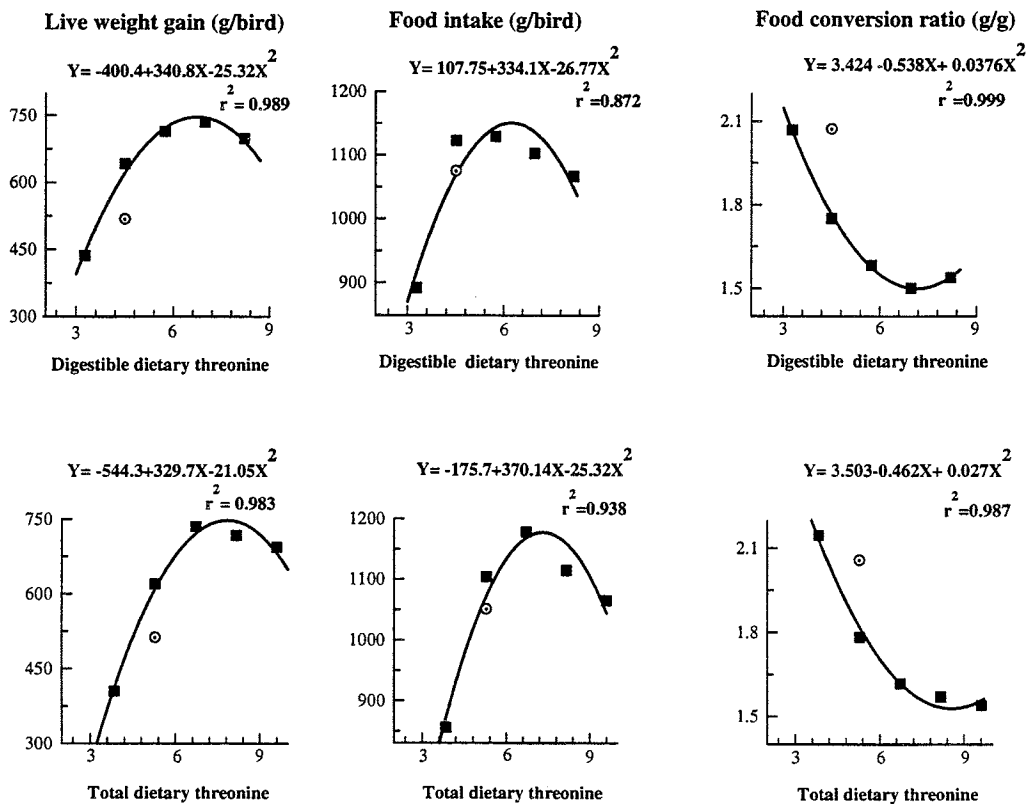 Live weight gain (g/bird)
Food intake (g/bird)
Food conversion ratio (g/g)
Y= -400.4+340.8X-25.32X²
r² = 0.989
750
600
450
300
3 6 9
Digestible dietary threonine
Y= 107.75+334.1X-26.77X²
r² =0.872
1200
1100
1000
900
3 6 9
Digestible dietary threonine
Y= 3.424 -0.538X+ 0.0376X²
r² =0.999
2.1
1.8
1.5
3 6 9
Digestible dietary threonine
Y= -544.3+329.7X-21.05X²
r² = 0.983
750
600
450
300
3 6 9
Total dietary threonine
Y= -175.7+370.14X-25.32X²
r² =0.938
1200
1100
1000
900
3 6 9
Total dietary threonine
Y= 3.503-0.462X+ 0.027X²
r² =0.987
2.1
1.8
1.5
3 6 9
Total dietary threonine